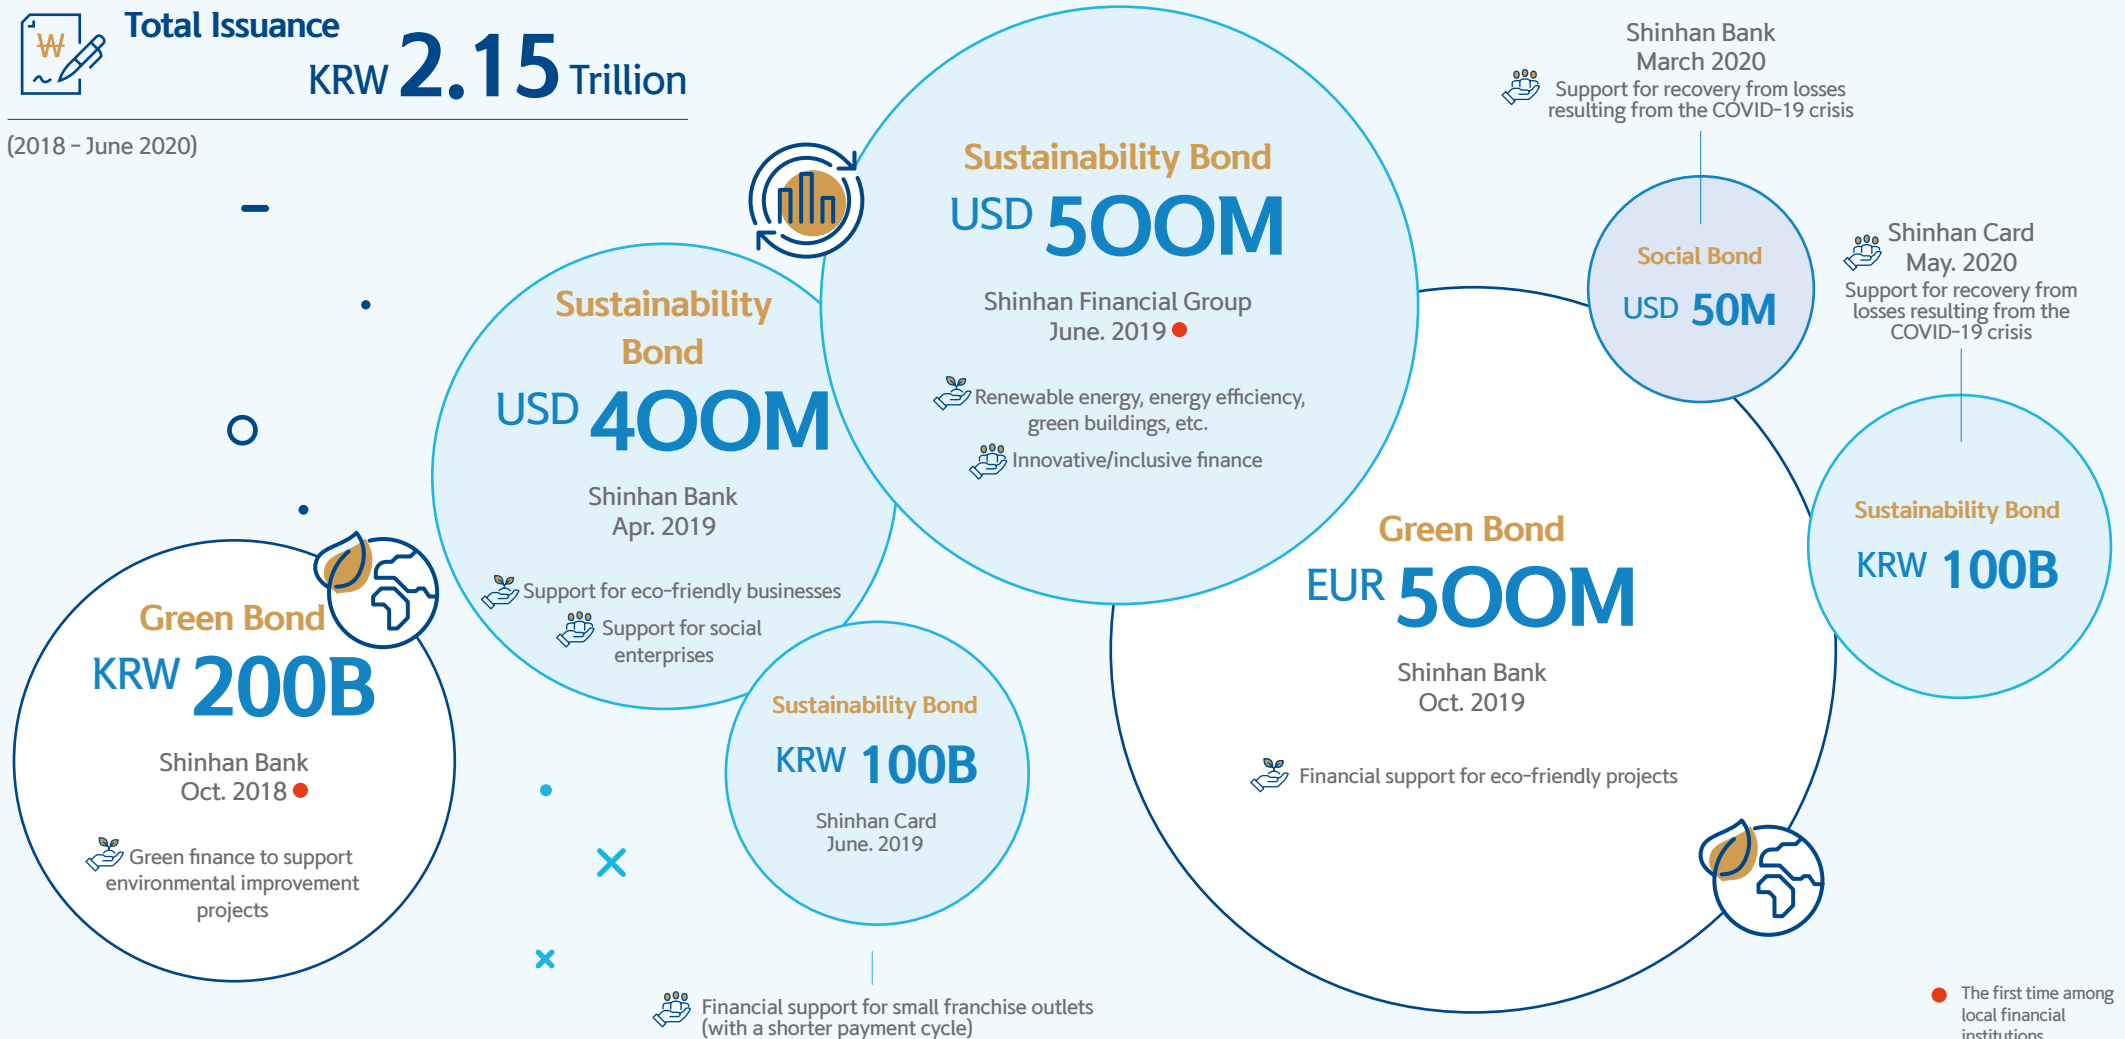 Total Issuance
KRW 2.15 Trillion
(2018 – June 2020)
Green Bond
KRW 200B
Shinhan Bank
Oct. 2018
Green finance to support
environmental improvement
projects
Sustainability
Bond
USD 400M
Shinhan Bank
Apr. 2019
Support for eco-friendly businesses
Support for social
enterprises
Sustainability Bond
USD 500M
Shinhan Financial Group
June. 2019
Renewable energy, energy efficiency,
green buildings, etc.
Innovative/inclusive finance
Sustainability Bond
KRW 100B
Shinhan Card
June. 2019
Financial support for small franchise outlets
(with a shorter payment cycle)
Green Bond
EUR 500M
Shinhan Bank
Oct. 2019
Financial support for eco-friendly projects
Shinhan Bank
March 2020
Support for recovery from losses
resulting from the COVID-19 crisis
Social Bond
USD 50M
Shinhan Card
May. 2020
Support for recovery from
losses resulting from the
COVID-19 crisis
Sustainability Bond
KRW 100B
The first time among
local financial
institutions